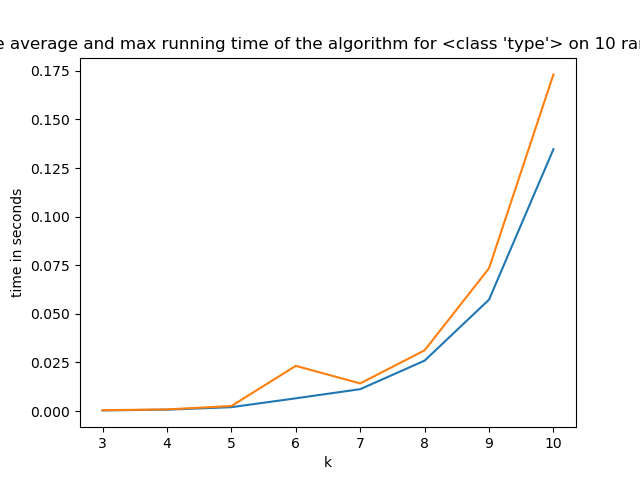 e average and max running time of the algorithm for <class 'type'> on 10 rar
0.175
0.150
0.125
0.100
0.075
0.050
0.025
0.000
time in seconds
3 4 5 6 7 8 9 10
k